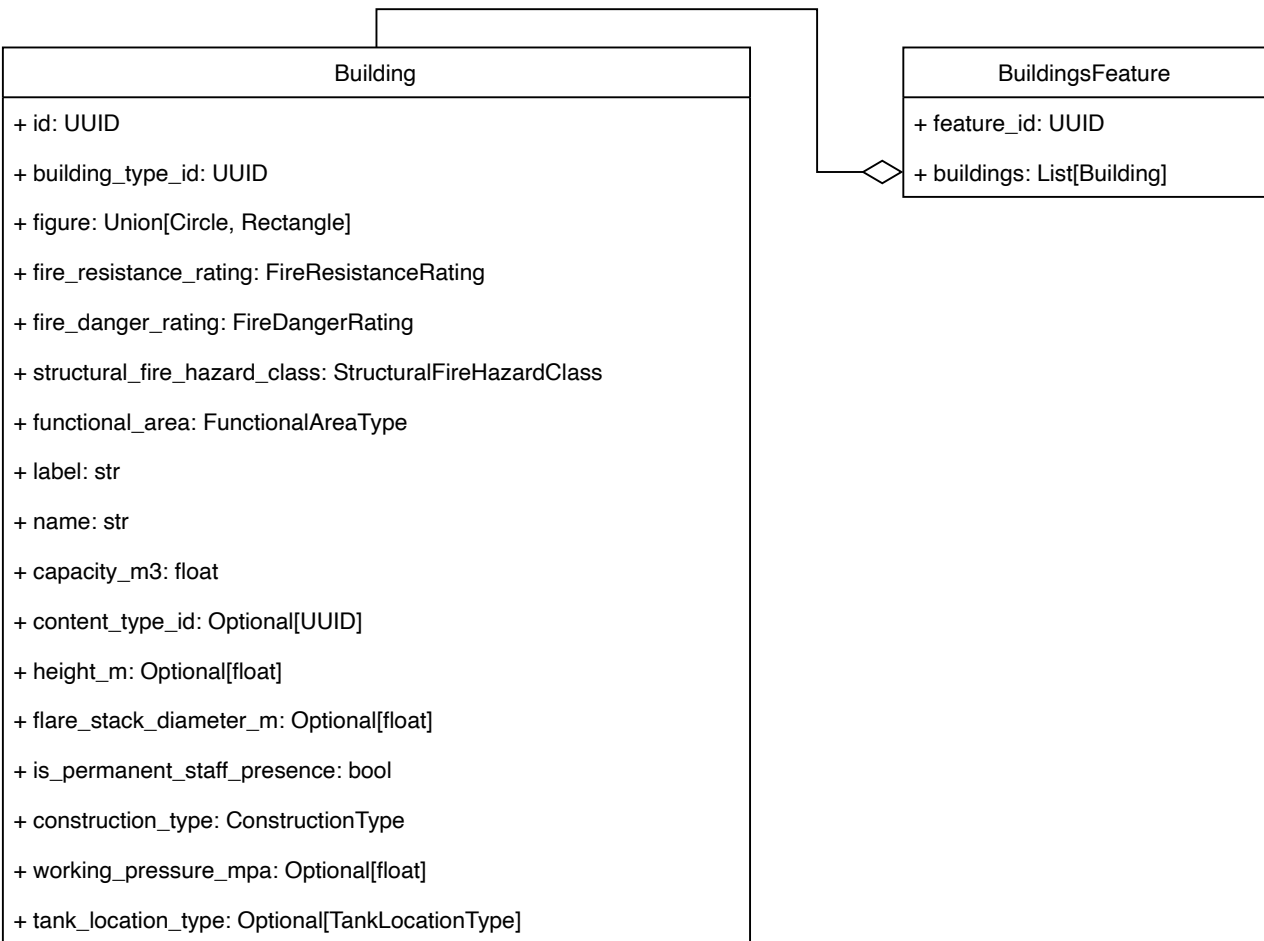 Building
+ id: UUID
+ building_type_id: UUID
+ figure: Union[Circle, Rectangle]
+ fire_resistance_rating: FireResistanceRating
+ fire_danger_rating: FireDangerRating
+ structural_fire_hazard_class: StructuralFireHazardClass
+ functional_area: FunctionalAreaType
+ label: str
+ name: str
+ capacity_m3: float
+ content_type_id: Optional[UUID]
+ height_m: Optional[float]
+ flare_stack_diameter_m: Optional[float]
+ is_permanent_staff_presence: bool
+ construction_type: ConstructionType
+ working_pressure_mpa: Optional[float]
+ tank_location_type: Optional[TankLocationType]
BuildingsFeature
+ feature_id: UUID
+ buildings: List[Building]